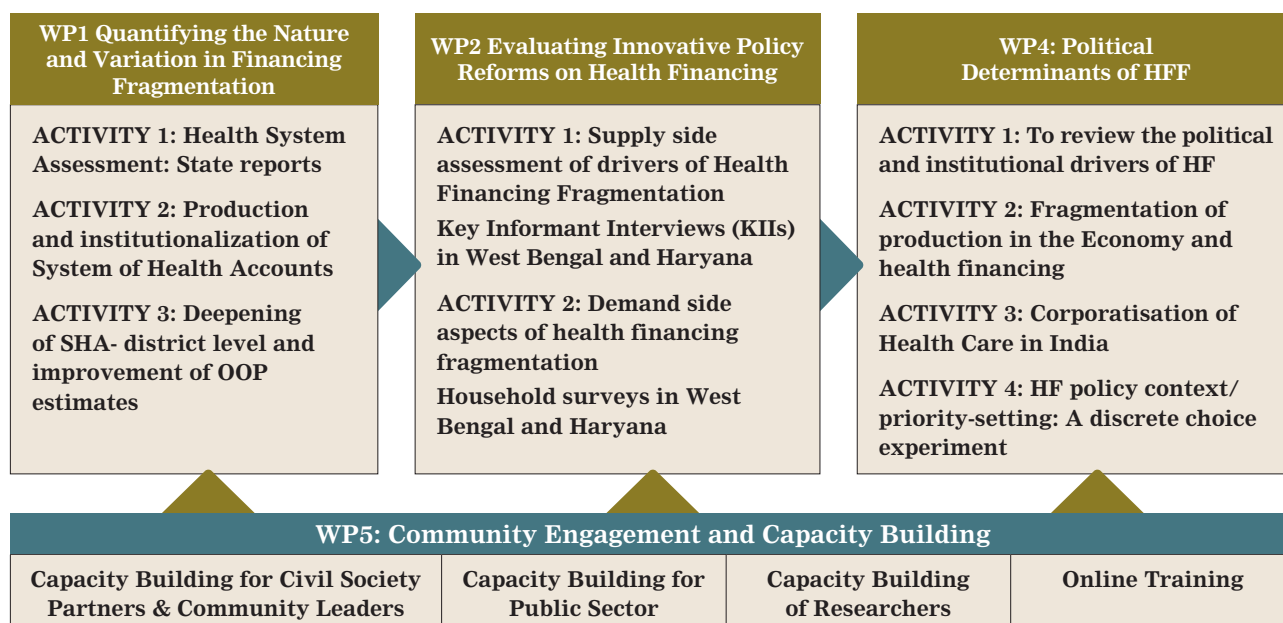 WP1 Quantifying the Nature
and Variation in Financing
Fragmentation
ACTIVITY 1: Health System
Assessment: State reports
ACTIVITY 2: Production
and institutionalization of
System of Health Accounts
ACTIVITY 3: Deepening
of SHA- district level and
improvement of OOP
estimates
WP2 Evaluating Innovative Policy
Reforms on Health Financing
ACTIVITY 1: Supply side
assessment of drivers of Health
Financing Fragmentation
Key Informant Interviews (KIIs)
in West Bengal and Haryana
ACTIVITY 2: Demand side
aspects of health financing
fragmentation
Household surveys in West
Bengal and Haryana
WP4: Political
Determinants of HFF
ACTIVITY 1: To review the political
and institutional drivers of HF
ACTIVITY 2: Fragmentation of
production in the Economy and
health financing
ACTIVITY 3: Corporatisation of
Health Care in India
ACTIVITY 4: HF policy context/
priority-setting: A discrete choice
experiment
WP5: Community Engagement and Capacity Building
Capacity Building for Civil Society
Partners & Community Leaders
Capacity Building for
Public Sector
Capacity Building
of Researchers
Online Training